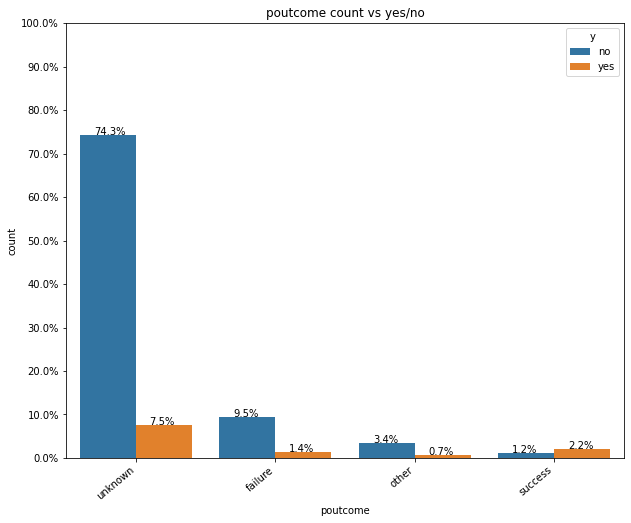 poutcome count vs yes/no
100.0%
90.0%
80.0%
70.0%
60.0%
50.0%
40.0%
30.0%
20.0%
10.0%
0.0%
count
y
no
yes
74.3%
7.5%
9.5%
1.4%
3.4%
0.7%
1.2%
2.2%
unknown
failure
other
success
poutcome